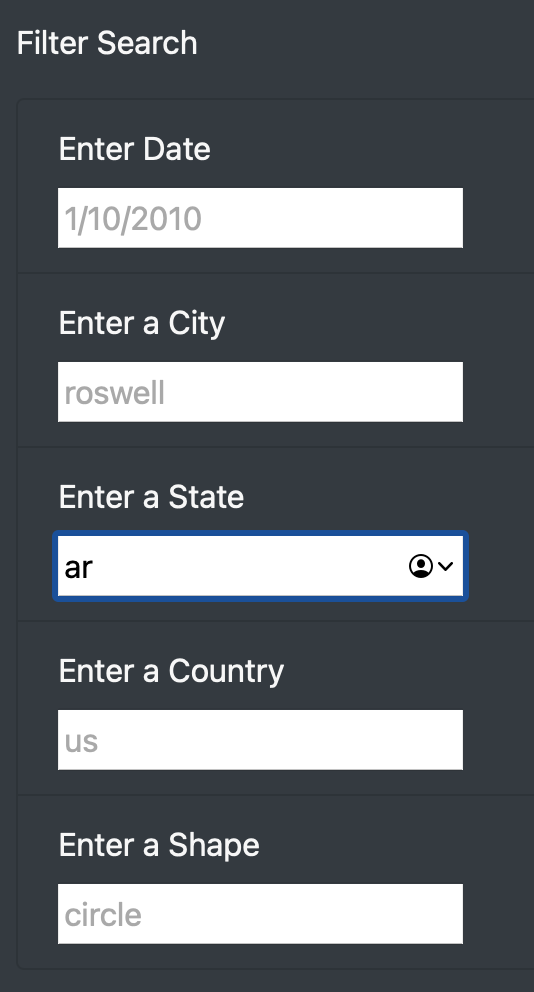 Filter Search
Enter Date
1/10/2010
Enter a City
roswell
Enter a State
ar
Enter a Country
us
Enter a Shape
circle